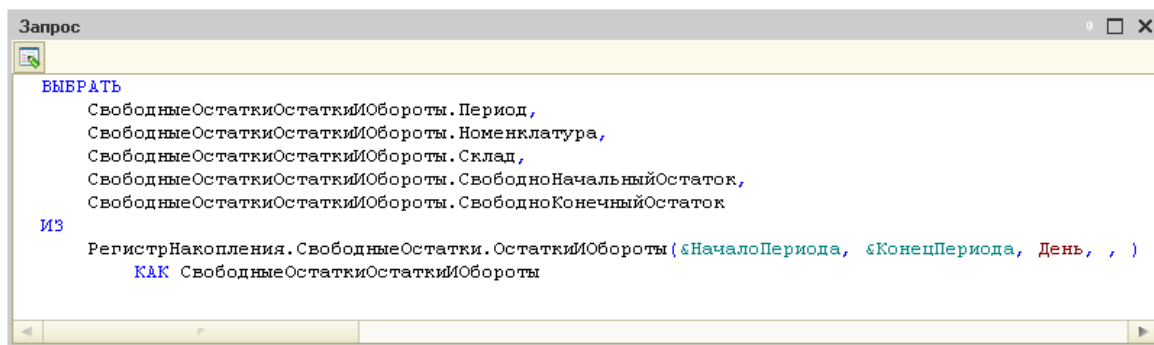 Запрос
ВЫБРАТЬ
СвободныеОстаткиОстаткиИОбороты.Период,
СвободныеОстаткиОстаткиИОбороты.Номенклатура,
СвободныеОстаткиОстаткиИОбороты.Склад,
СвободныеОстаткиОстаткиИОбороты.СвободноНачальныйОстаток,
СвободныеОстаткиОстаткиИОбороты.СвободноКонечныйОстаток
ИЗ
РегистрНакопления.СвободныеОстатки.ОстаткиИОбороты(&НачалоПериода, &КонецПериода, День, , )
КАК СвободныеОстаткиОстаткиИОбороты